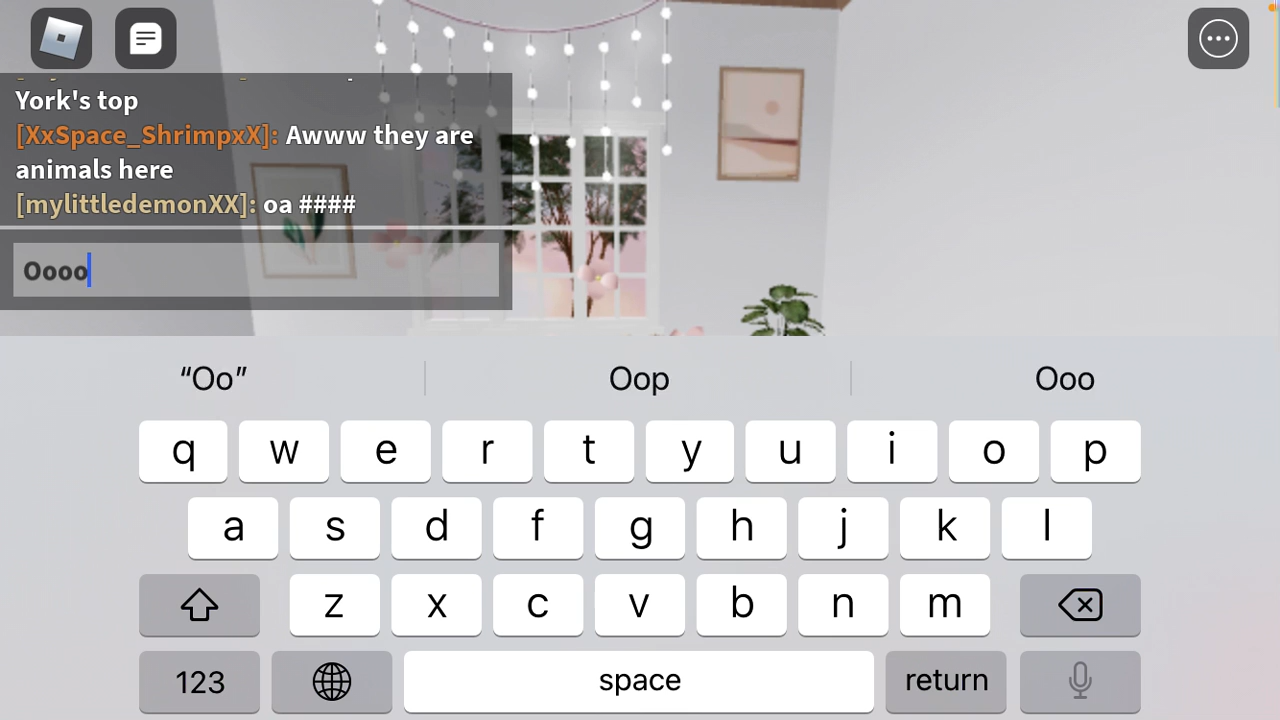 York's top
[XxSpace_ShrimpxX]: Awww they are
animals here
[mylittledemonXX]: oa ####
Oooo
“Oo” Oop Ooo
q w e r t y u i o p
a s d f g h j k l
z x c v b n m
123 space return